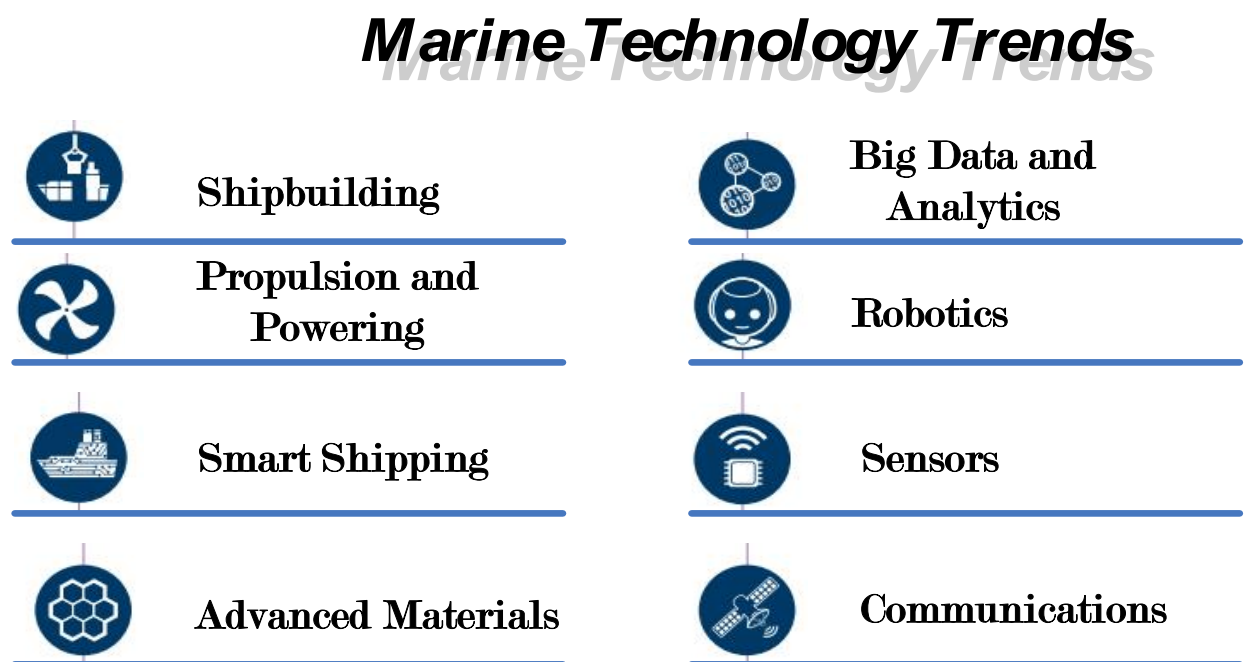 Marine Technology Trends
Shipbuilding
Propulsion and
Powering
Smart Shipping
Advanced Materials
Big Data and
Analytics
Robotics
Sensors
Communications